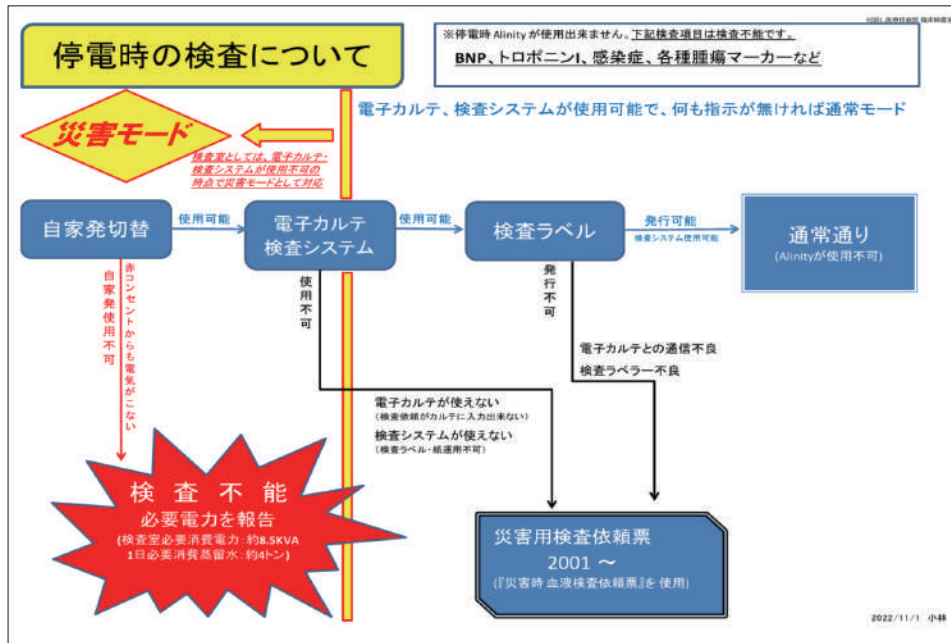 停電時の検査について
※停電時 Alinity が使用出来ません。下記検査項目は検査不能です。
BNP、トロポニンI、感染症、各種腫瘍マーカーなど
電子カルテ、検査システムが使用可能で、何も指示が無ければ通常モード
災害モード
検査室としては、電子カルテ・
検査システムが使用不可の
時点で災害モードとして対応
自家発切替
使用可能
電子カルテ
検査システム
使用可能
検査ラベル
発行可能
検査システム使用可能
通常通り
(Alinityが使用不可)
赤コンセントからも電気がこない
自家発使用不可
使用不可
発行不可
電子カルテとの通信不良
検査ラベラー不良
電子カルテが使えない
(検査依頼がカルテに入力出来ない)
検査システムが使えない
(検査ラベル・紙運用不可)
検査不能
必要電力を報告
(検査室必要消費電力：約8.5KVA
1日必要消費蒸留水：約4トン)
災害用検査依頼票
2001 ～
(『災害時 血液検査依頼票』を 使用)
2022/11/1 小林